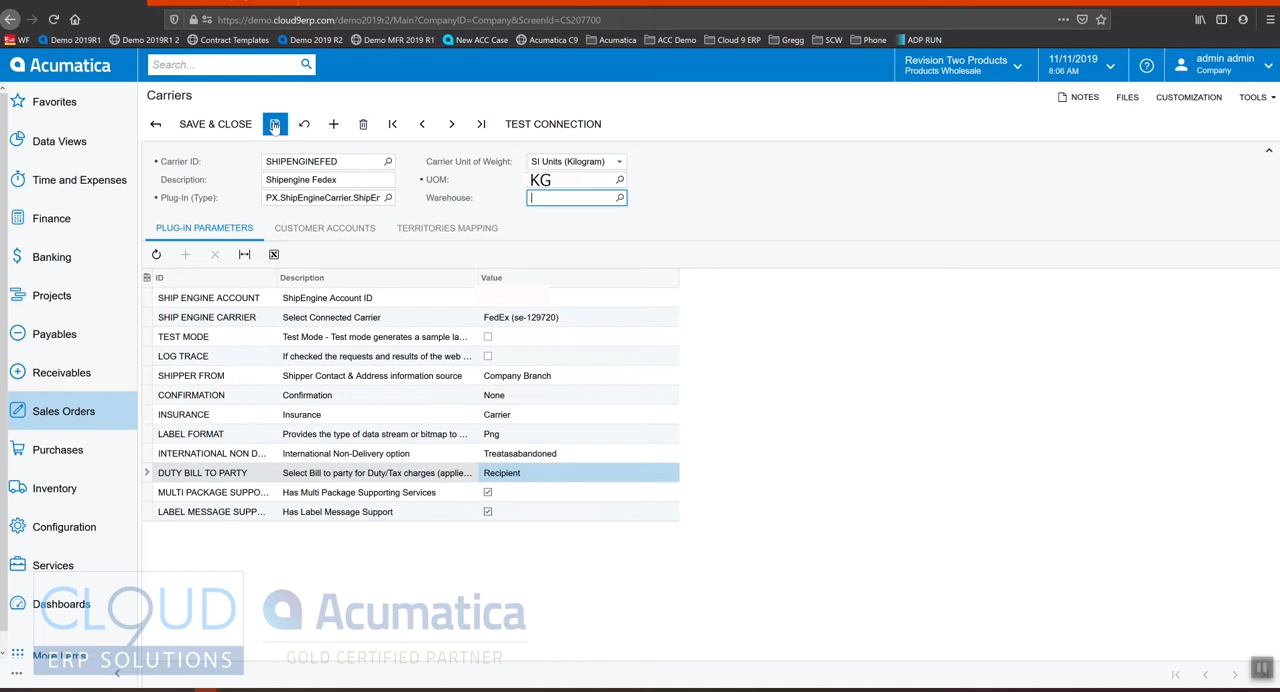 https://demo.cloud9erp.com/demo2019r2/Main?CompanyID=Company&ScreenId=CS207700
WF Demo 2019R1 Demo 2019R1 2 Contract Templates Demo 2019 R2 Demo MFR 2019 R1 New ACC Case Acumatica C9 Acumatica ACC Demo Cloud 9 ERP Gregg SCW Phone ADP RUN
Acumatica
Search...
Revision Two Products
Products Wholesale
11/11/2019
8:06 AM
admin admin
Company
Favorites
Data Views
Time and Expenses
Finance
Banking
Projects
Payables
Receivables
Sales Orders
Purchases
Inventory
Configuration
Services
Dashboards
More Items
Carriers
NOTES FILES CUSTOMIZATION TOOLS
SAVE & CLOSE TEST CONNECTION
Carrier ID: SHIPENGINEFED Carrier Unit of Weight: SI Units (Kilogram)
Description: Shipengine Fedex UOM: KG
Plug-In (Type): PX.ShipEngineCarrier.ShipEr Warehouse:
PLUG-IN PARAMETERS CUSTOMER ACCOUNTS TERRITORIES MAPPING
ID Description Value
SHIP ENGINE ACCOUNT ShipEngine Account ID
SHIP ENGINE CARRIER Select Connected Carrier FedEx (se-129720)
TEST MODE Test Mode - Test mode generates a sample la...
LOG TRACE If checked the requests and results of the web ...
SHIPPER FROM Shipper Contact & Address information source Company Branch
CONFIRMATION Confirmation None
INSURANCE Insurance Carrier
LABEL FORMAT Provides the type of data stream or bitmap to ... Png
INTERNATIONAL NON D... International Non-Delivery option Treatasabandoned
DUTY BILL TO PARTY Select Bill to party for Duty/Tax charges (applie... Recipient
MULTI PACKAGE SUPPO... Has Multi Package Supporting Services
LABEL MESSAGE SUPP... Has Label Message Support
CLOUD 9
ERP SOLUTIONS
Acumatica
GOLD CERTIFIED PARTNER